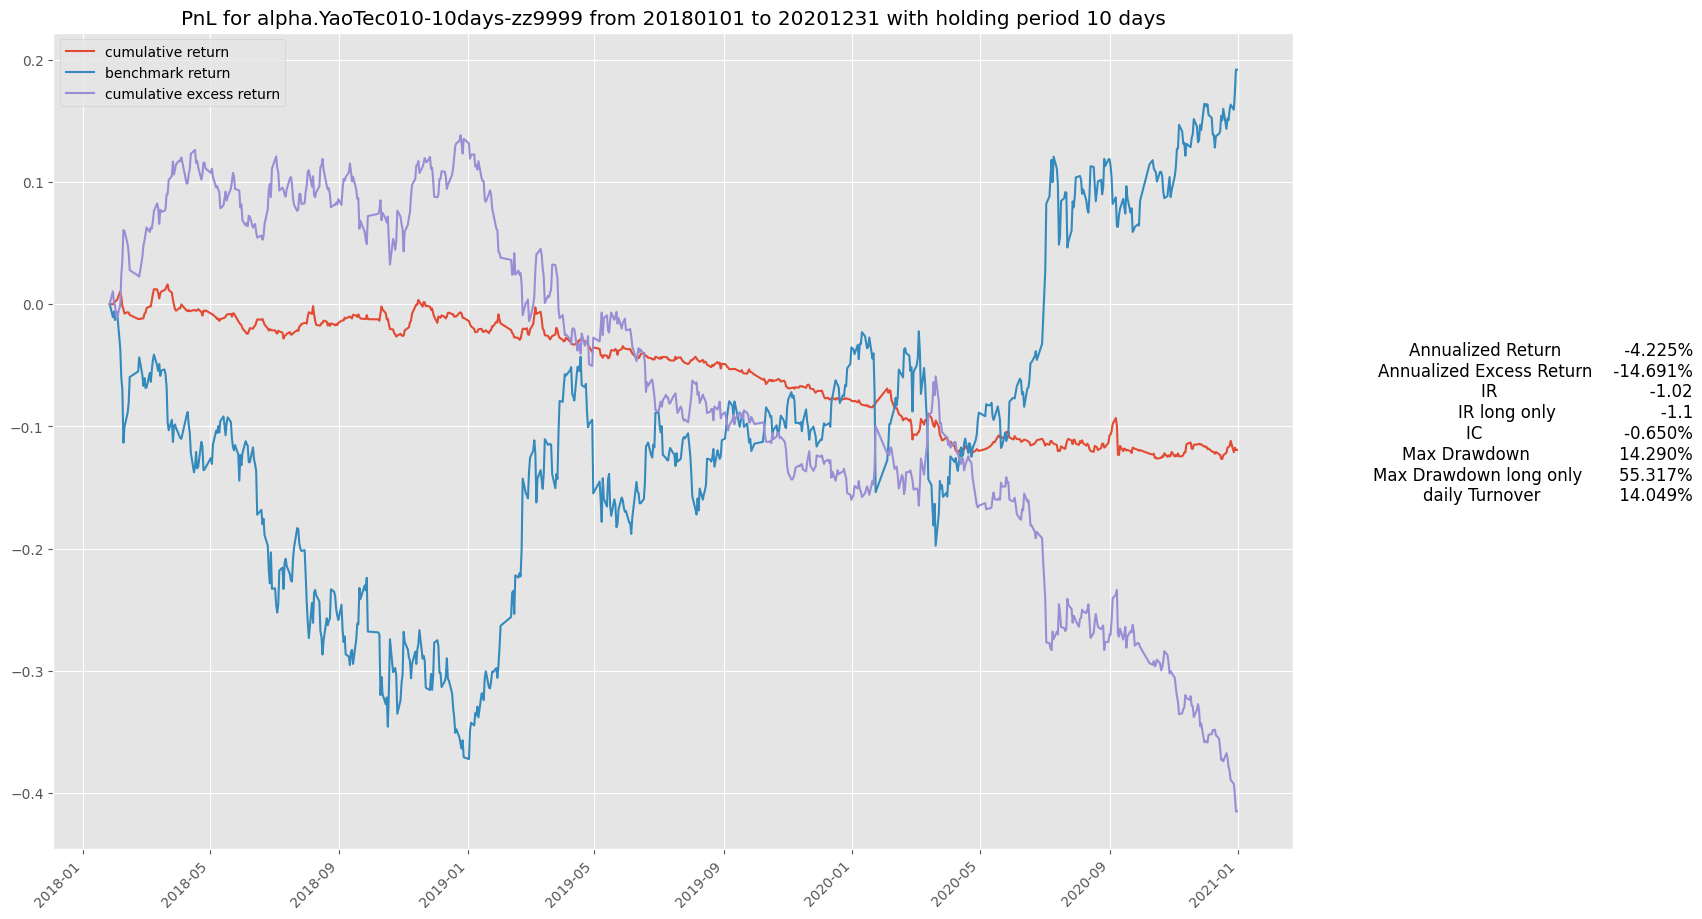 PnL for alpha.YaoTec010-10days-zz9999 from 20180101 to 20201231 with holding period 10 days
cumulative return
benchmark return
cumulative excess return
0.2
0.1
0.0
−0.1
−0.2
−0.3
−0.4
2018-01
2018-05
2018-09
2019-01
2019-05
2019-09
2020-01
2020-05
2020-09
2021-01
Annualized Return -4.225%
Annualized Excess Return -14.691%
IR -1.02
IR long only -1.1
IC -0.650%
Max Drawdown 14.290%
Max Drawdown long only 55.317%
daily Turnover 14.049%